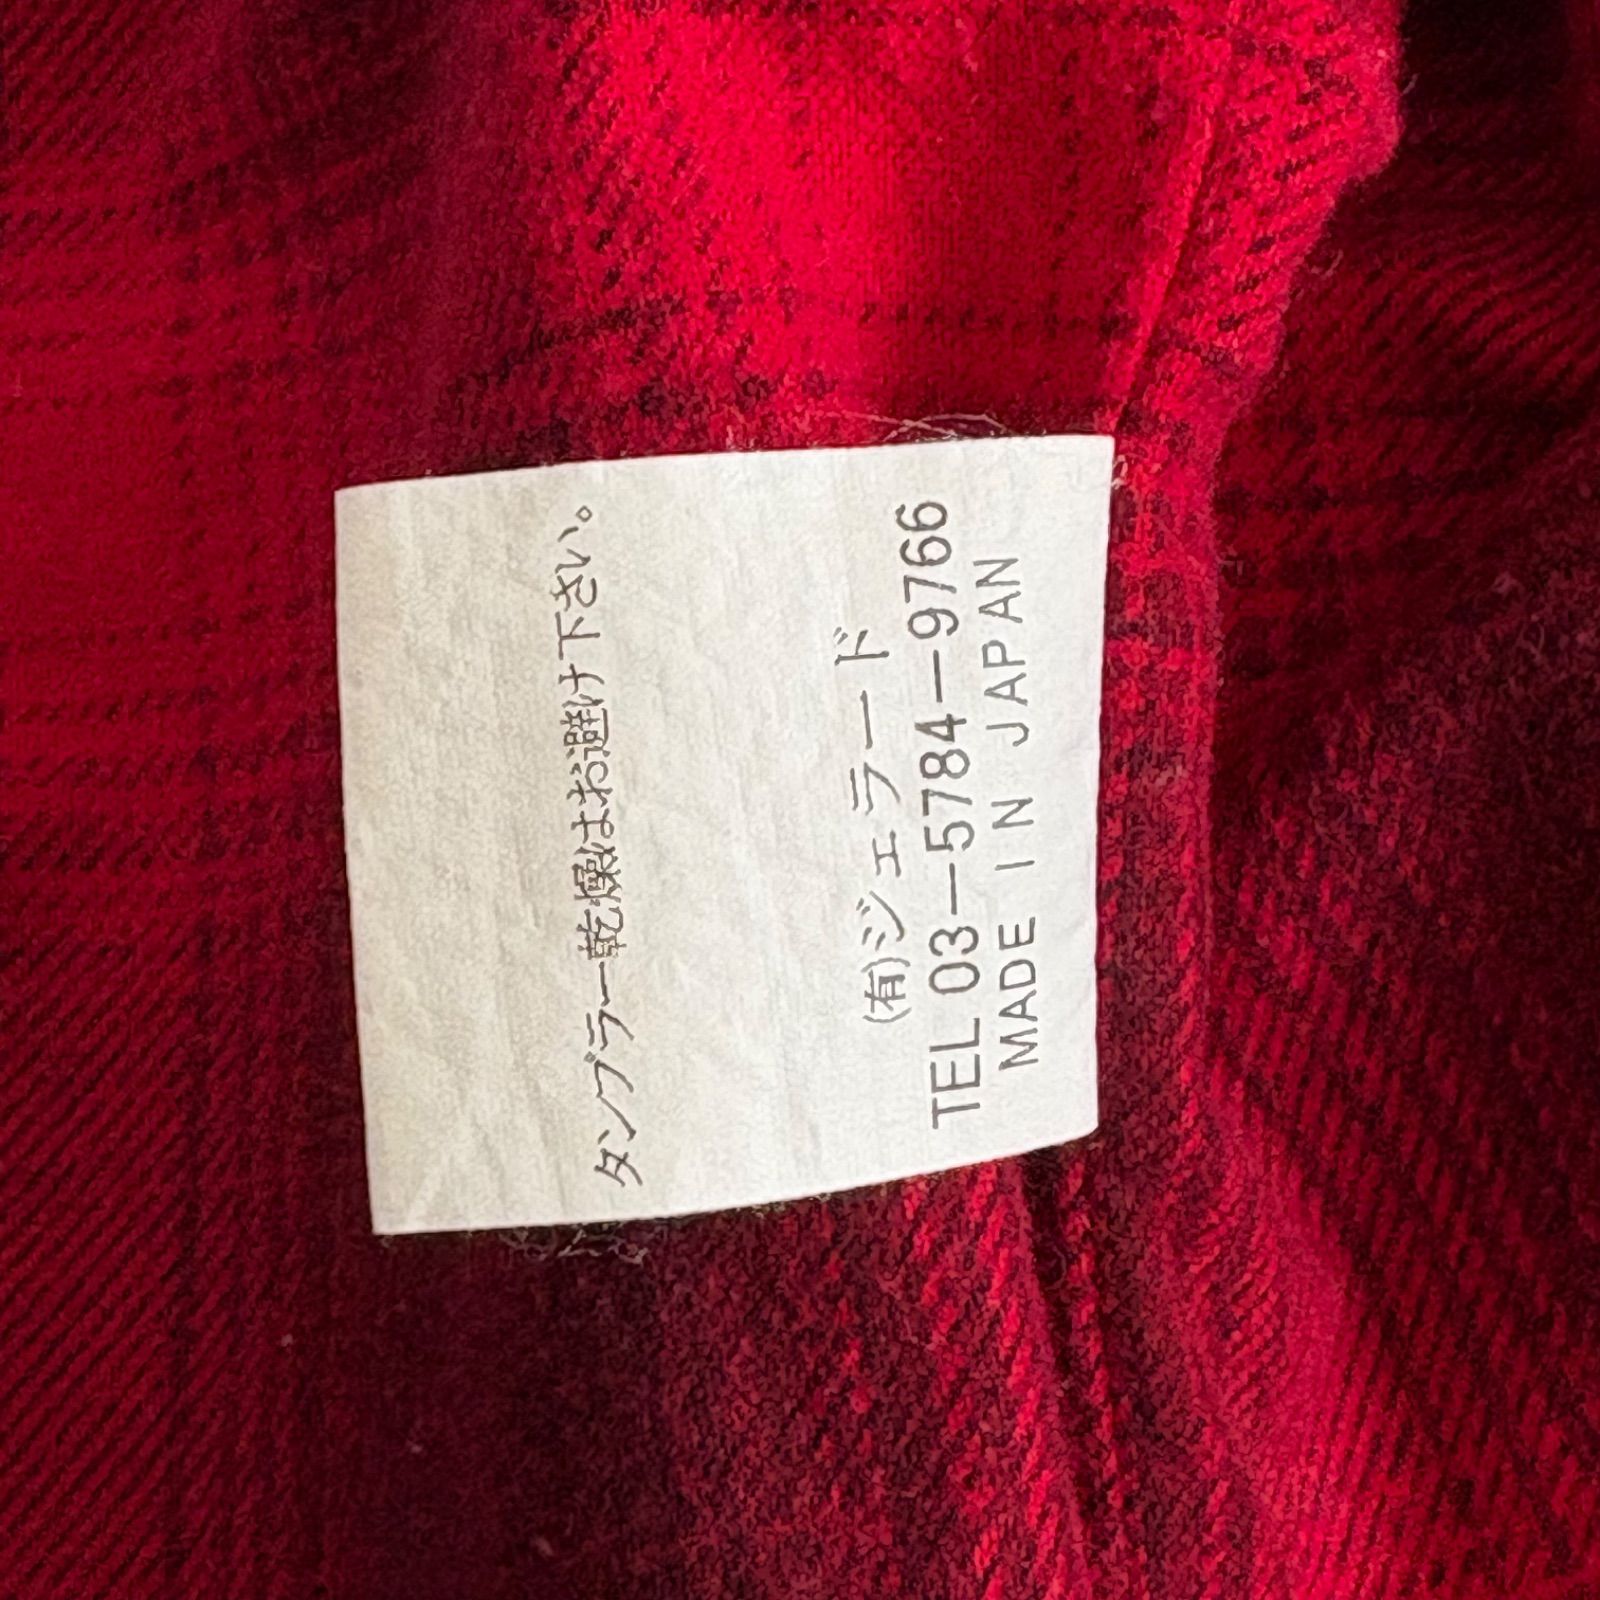 タンブラー乾燥はお避け下さい。
(有)ジェラード
TEL 03−5784−9766
MADE IN JAPAN